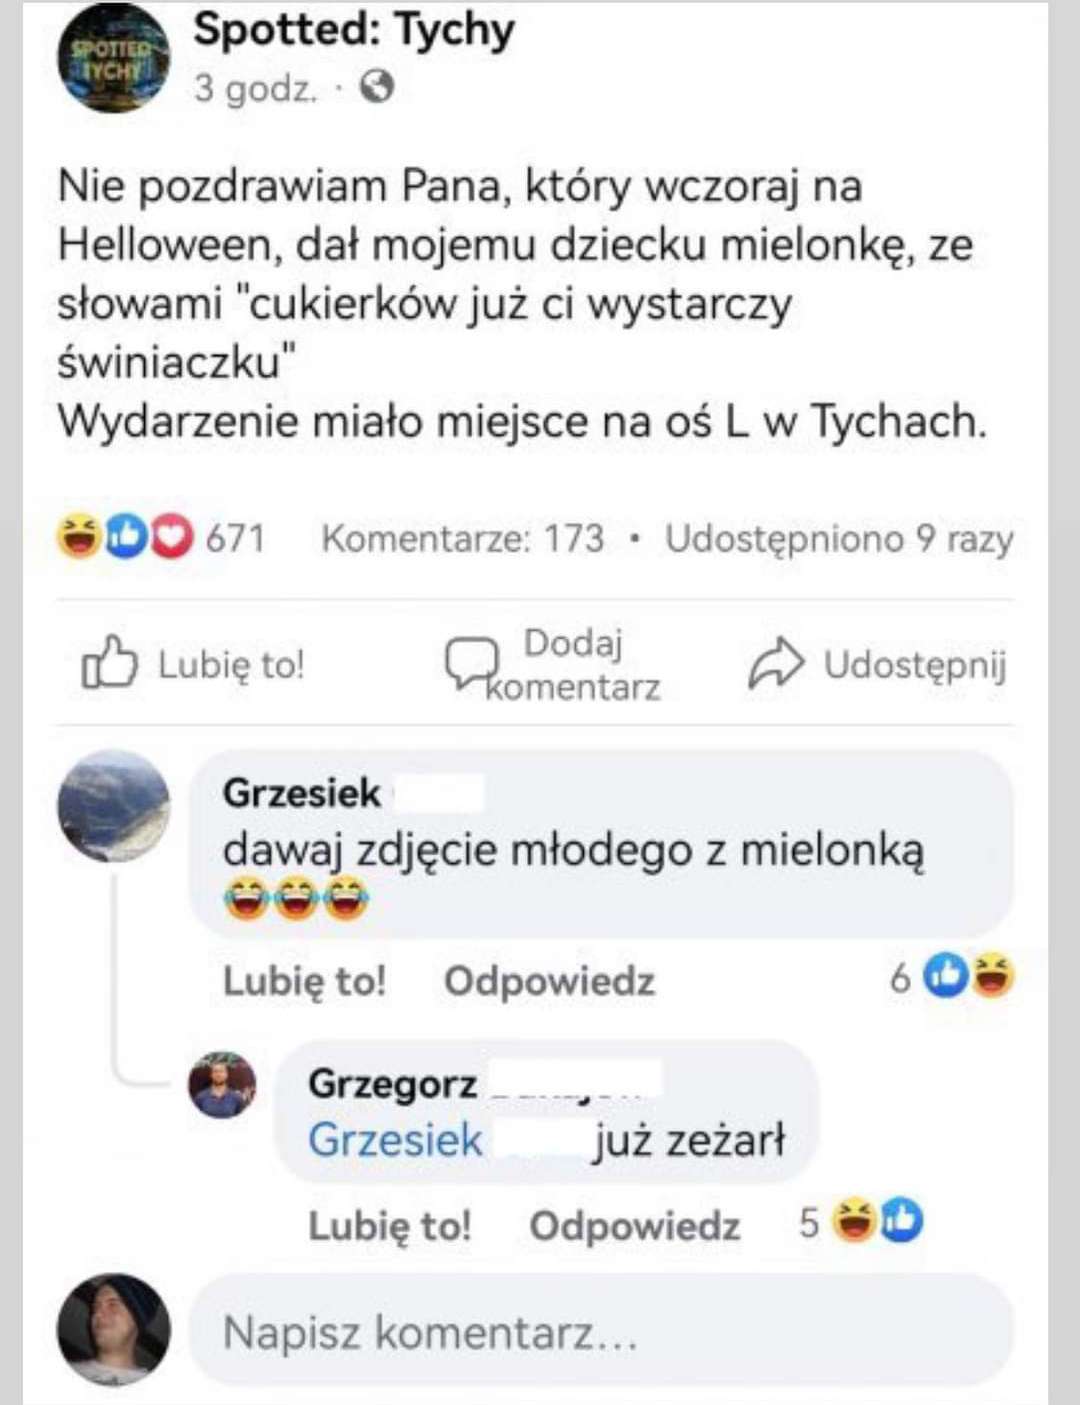 SPOTTED
TYCHY
Spotted: Tychy
3 godz. ·
Nie pozdrawiam Pana, który wczoraj na
Helloween, dał mojemu dziecku mielonkę, ze
słowami "cukierków już ci wystarczy
świniaczku"
Wydarzenie miało miejsce na oś L w Tychach.
671 Komentarze: 173 • Udostępniono 9 razy
Lubię to!
Dodaj
komentarz
Udostępnij
Grzesiek
dawaj zdjęcie młodego z mielonką
😂😂😂
Lubię to! Odpowiedz 6
Grzegorz
Grzesiek już zeżarł
Lubię to! Odpowiedz 5
Napisz komentarz...